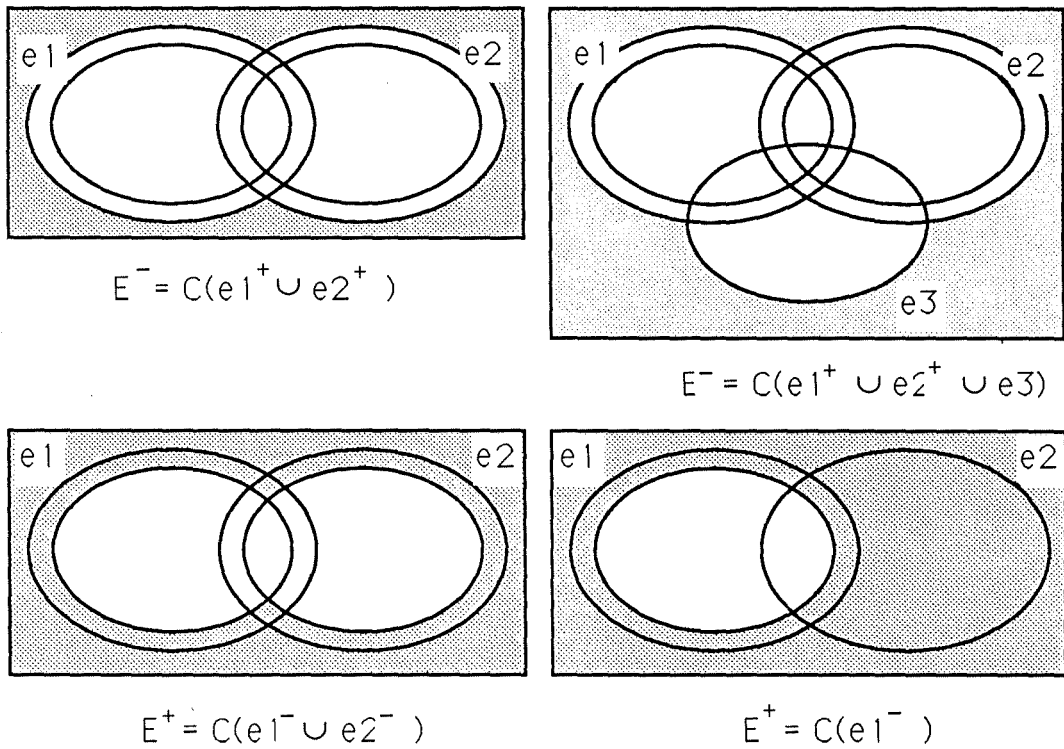 e1 e2
E⁻ = C(e1⁺ ∪ e2⁺)
e1 e2
e3
E⁻ = C(e1⁺ ∪ e2⁺ ∪ e3)
e1 e2
E⁺ = C(e1⁻ ∪ e2⁻)
e1 e2
E⁺ = C(e1⁻)